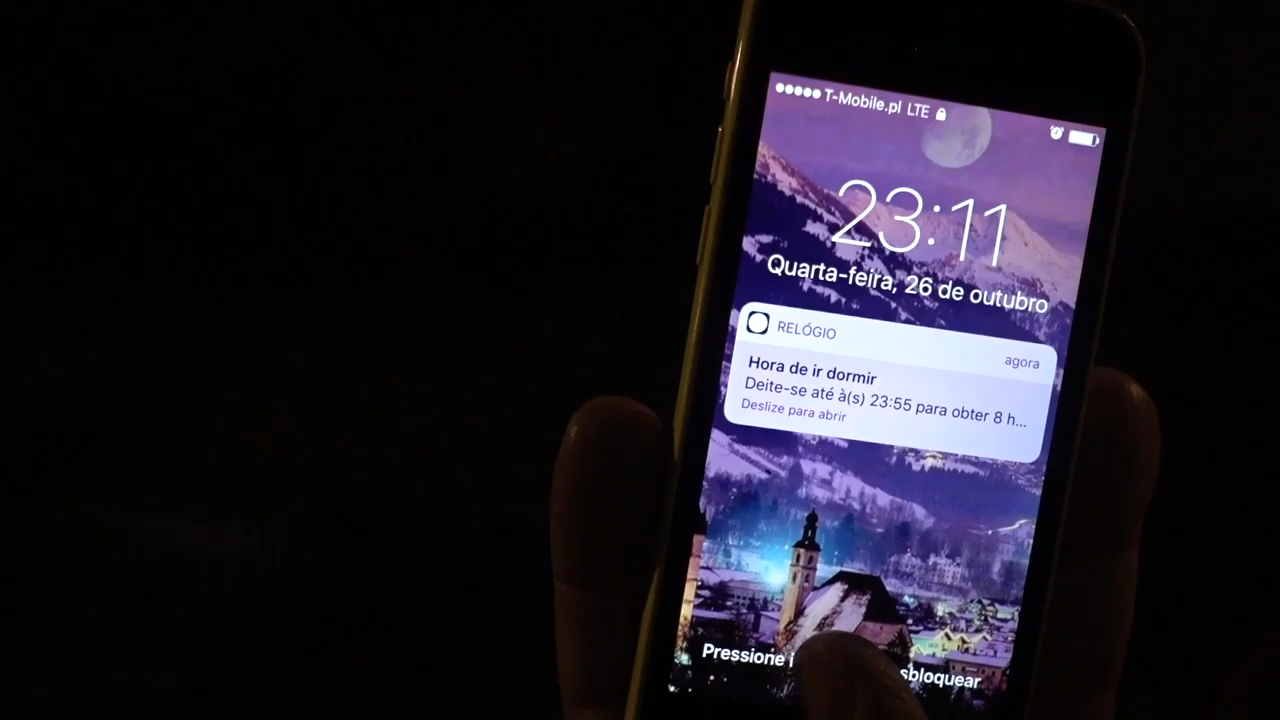 ●●●●● T-Mobile.pl LTE
23:11
Quarta-feira, 26 de outubro
RELÓGIO
agora
Hora de ir dormir
Deite-se até à(s) 23:55 para obter 8 h...
Deslize para abrir
Pressione i sbloquear